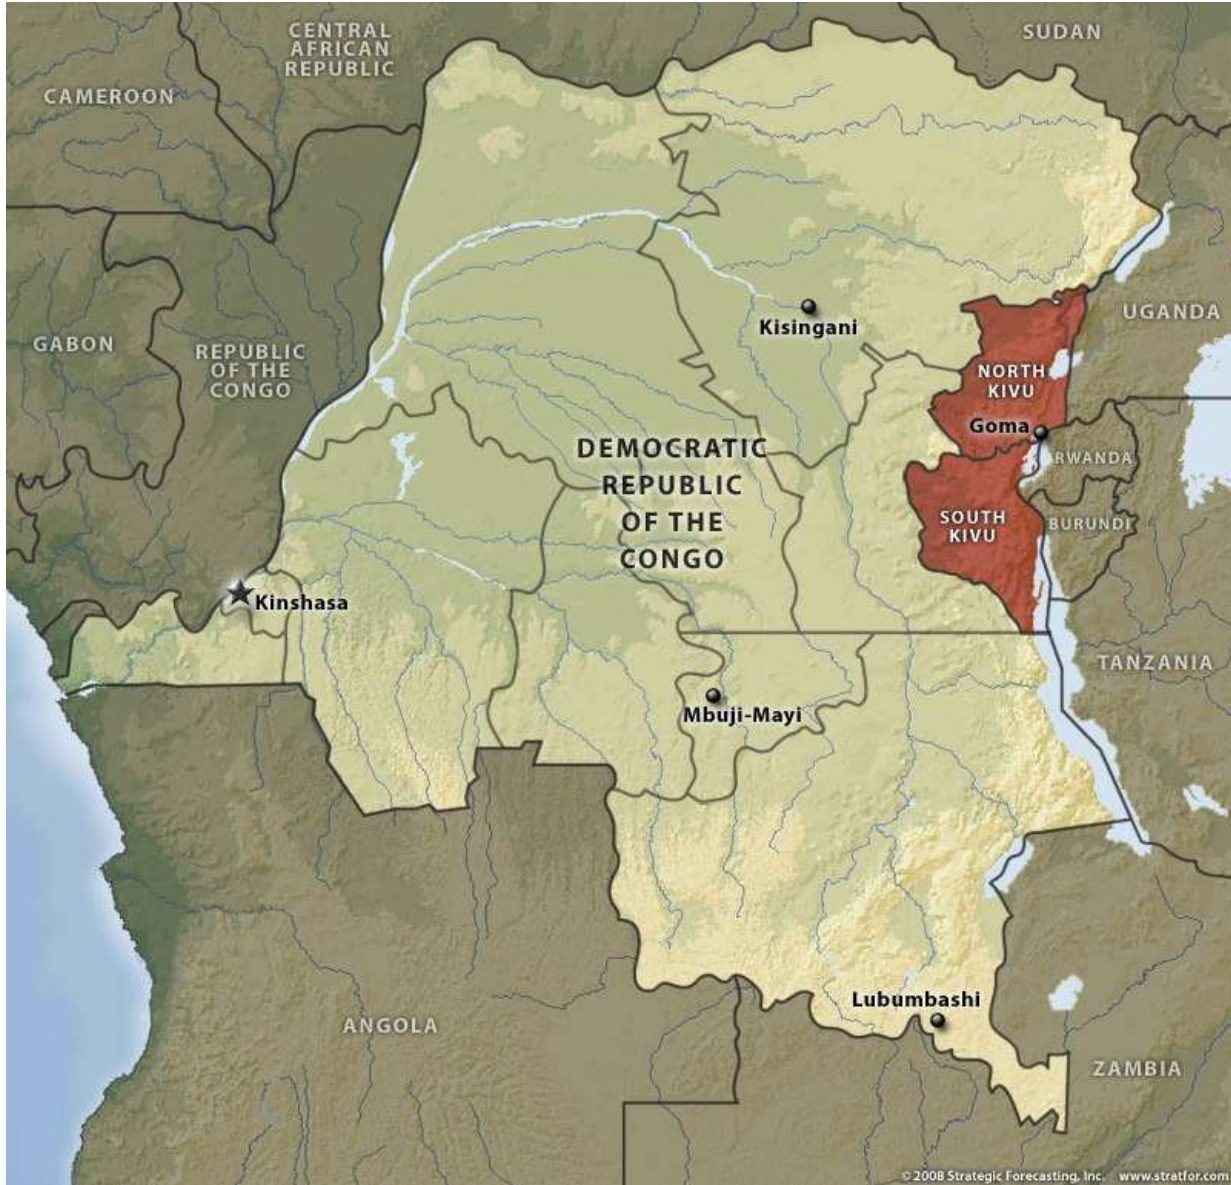 CENTRAL
AFRICAN
REPUBLIC
SUDAN
CAMEROON
UGANDA
GABON
REPUBLIC
OF THE
CONGO
Kisingani
NORTH
KIVU
Goma
RWANDA
DEMOCRATIC
REPUBLIC
OF THE
CONGO
SOUTH
KIVU
BURUNDI
Kinshasa
TANZANIA
Mbuji-Mayi
Lubumbashi
ANGOLA
ZAMBIA
© 2008 Strategic Forecasting, Inc. www.stratfor.com